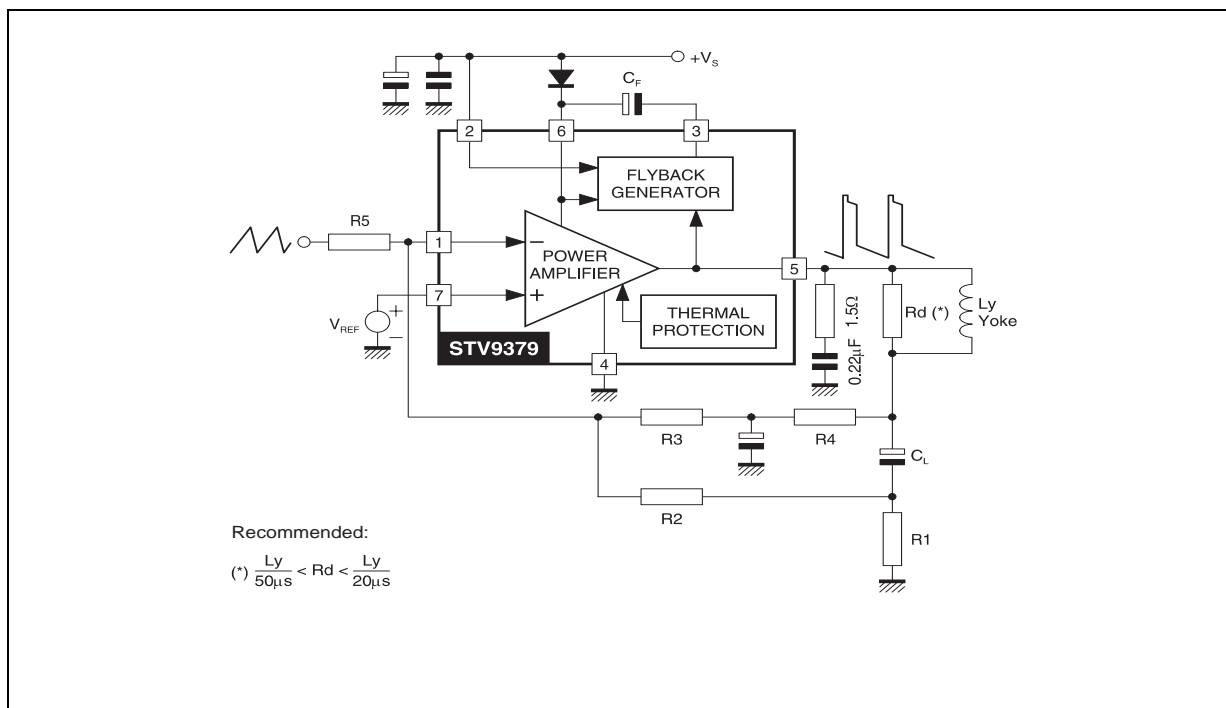 +VS
CF
2
6
3
FLYBACK
GENERATOR
R5
1
−
POWER
AMPLIFIER
5
7
+
VREF
+
−
THERMAL
PROTECTION
STV9379
4
0.22µF 1.5Ω
Rd (*)
Ly
Yoke
R3
R4
CL
R2
R1
Recommended:
(*) Ly/50µs < Rd < Ly/20µs